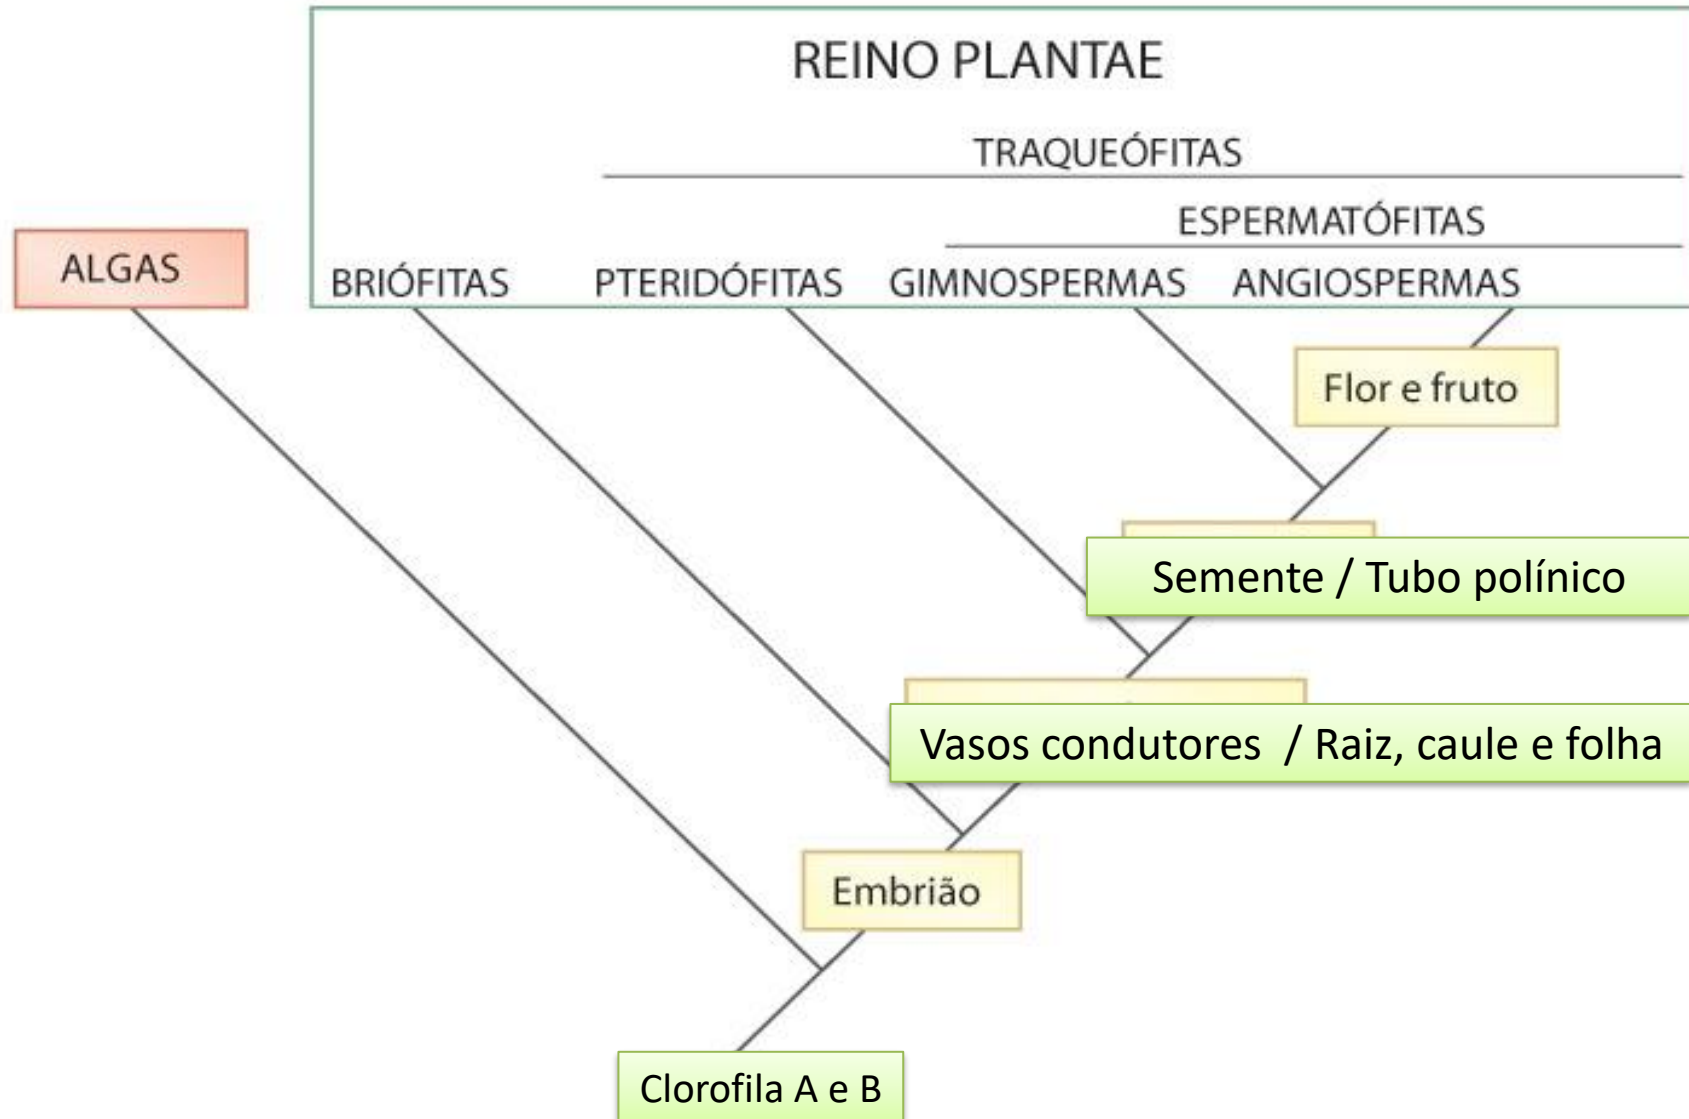 REINO PLANTAE
TRAQUEÓFITAS
ESPERMATÓFITAS
ALGAS
BRIÓFITAS PTERIDÓFITAS GIMNOSPERMAS ANGIOSPERMAS
Flor e fruto
Semente / Tubo polínico
Vasos condutores / Raiz, caule e folha
Embrião
Clorofila A e B